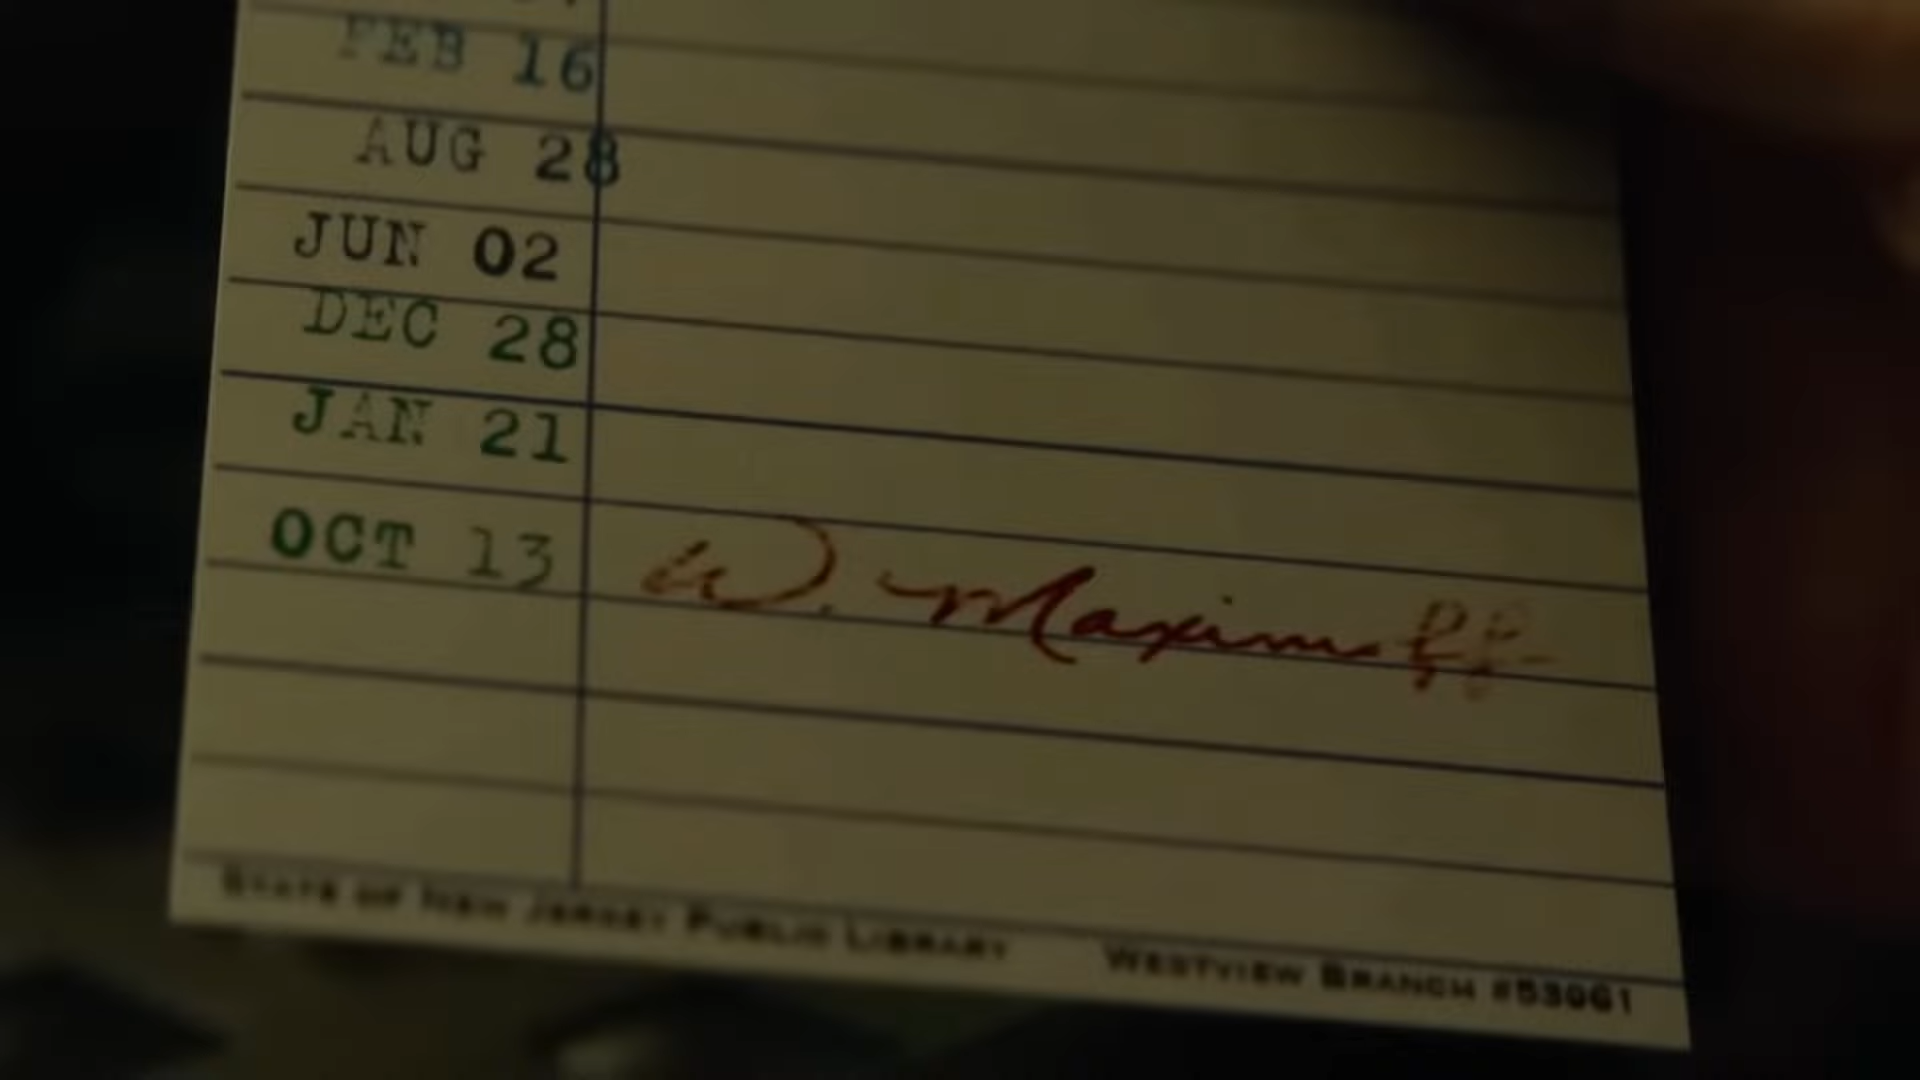 FEB 16
AUG 28
JUN 02
DEC 28
JAN 21
OCT 13 W. Maximoff
STATE OF NEW JERSEY PUBLIC LIBRARY WESTVIEW BRANCH #53061